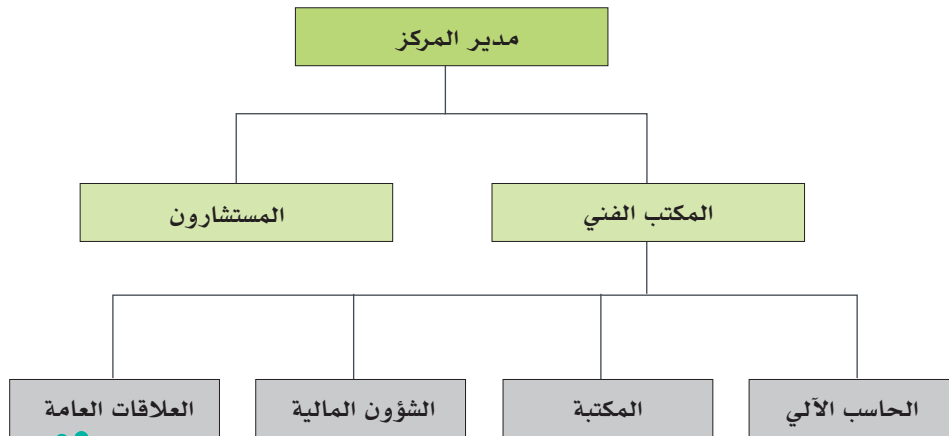 مدير المركز
المكتب الفني
المستشارون
الحاسب الآلي
المكتبة
الشؤون المالية
العلاقات العامة